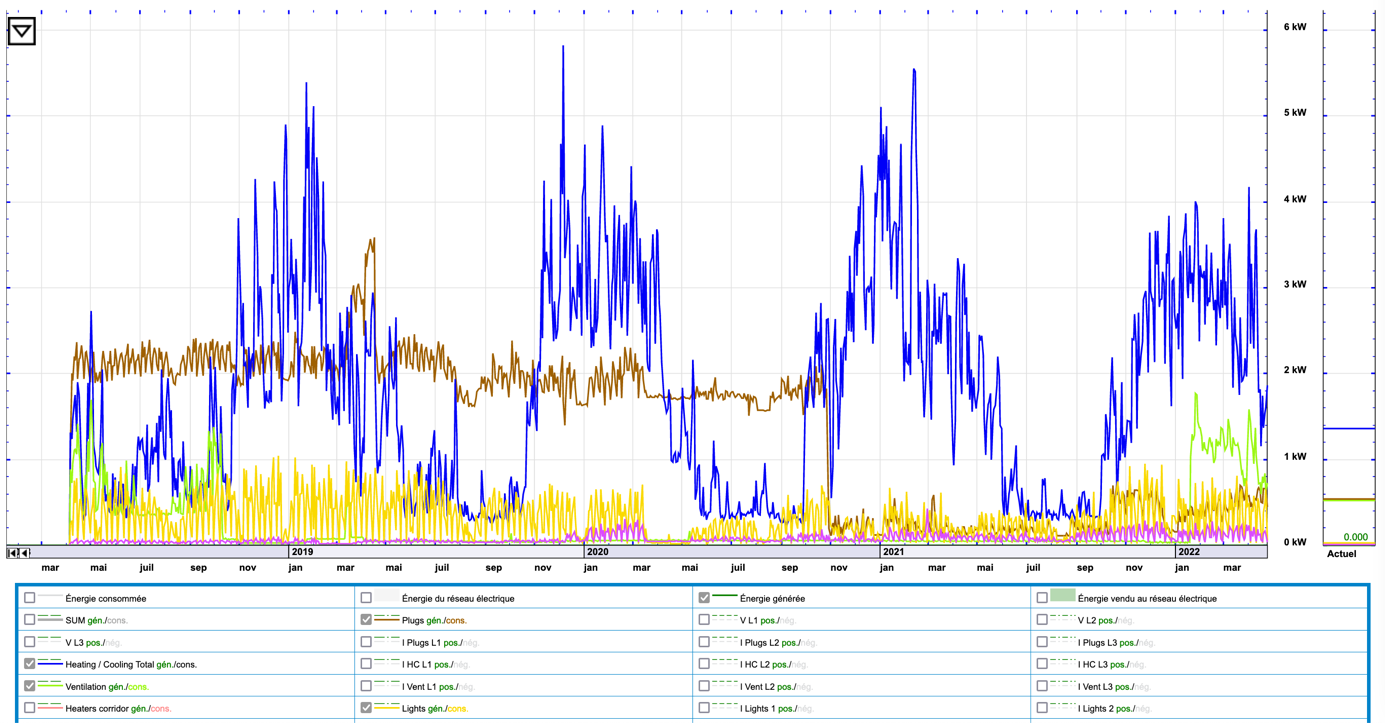 6 kW
5 kW
4 kW
3 kW
2 kW
1 kW
0 kW
0.000
Actuel
2019 2020 2021 2022
mar mai juil sep nov jan mar mai juil sep nov jan mar mai juil sep nov jan mar mai juil sep nov jan mar
Énergie consommée Énergie du réseau électrique Énergie générée Énergie vendu au réseau électrique
SUM gén./cons. Plugs gén./cons. V L1 pos./nég. V L2 pos./nég.
V L3 pos./nég. I Plugs L1 pos./nég. I Plugs L2 pos./nég. I Plugs L3 pos./nég.
Heating / Cooling Total gén./cons. I HC L1 pos./nég. I HC L2 pos./nég. I HC L3 pos./nég.
Ventilation gén./cons. I Vent L1 pos./nég. I Vent L2 pos./nég. I Vent L3 pos./nég.
Heaters corridor gén./cons. Lights gén./cons. I Lights 1 pos./nég. I Lights 2 pos./nég.